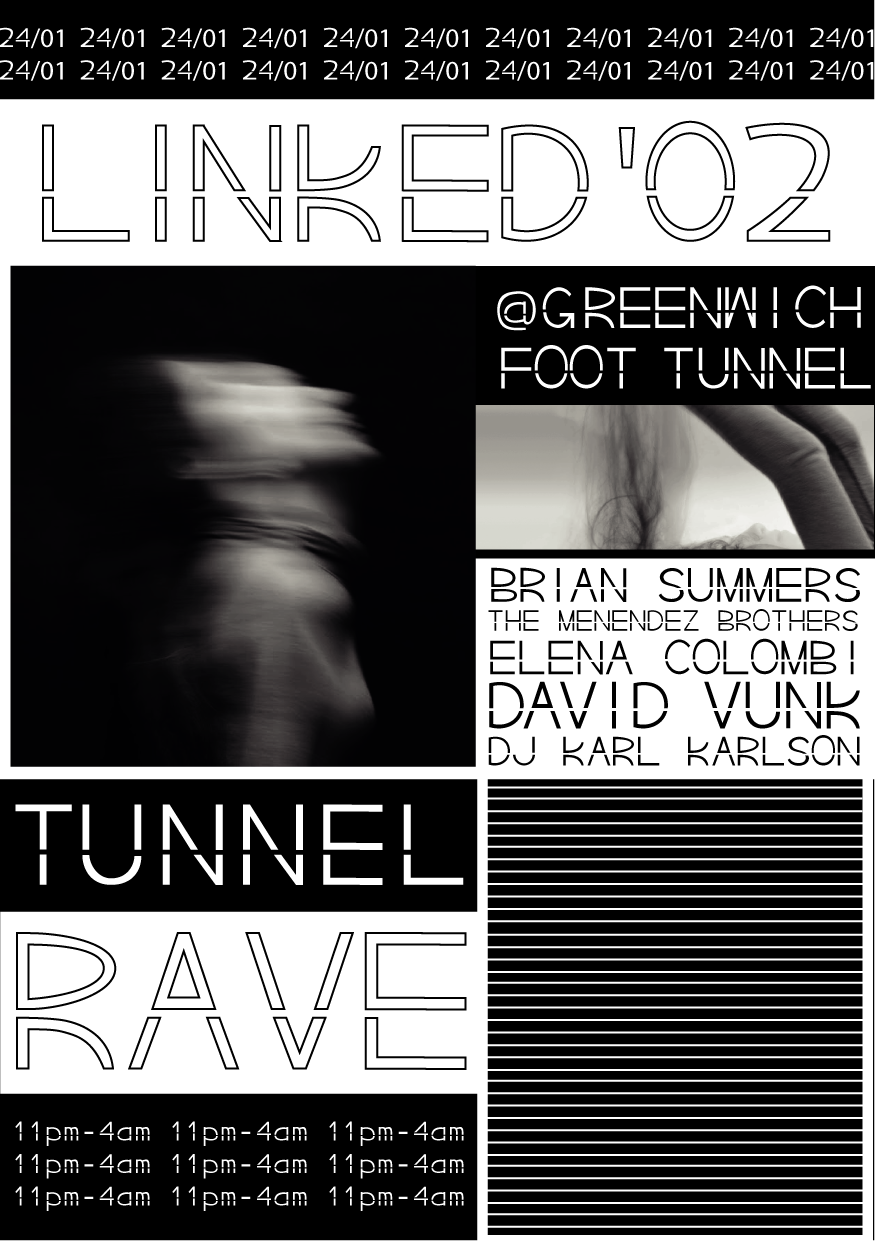 24/01 24/01 24/01 24/01 24/01 24/01 24/01 24/01 24/01 24/01 24/01
24/01 24/01 24/01 24/01 24/01 24/01 24/01 24/01 24/01 24/01 24/01
LINKED '02
@GREENWICH
FOOT TUNNEL
BRIAN SUMMERS
THE MENENDEZ BROTHERS
ELENA COLOMBI
DAVID VUNK
DJ KARL KARLSON
TUNNEL
RAVE
11pm-4am 11pm-4am 11pm-4am
11pm-4am 11pm-4am 11pm-4am
11pm-4am 11pm-4am 11pm-4am